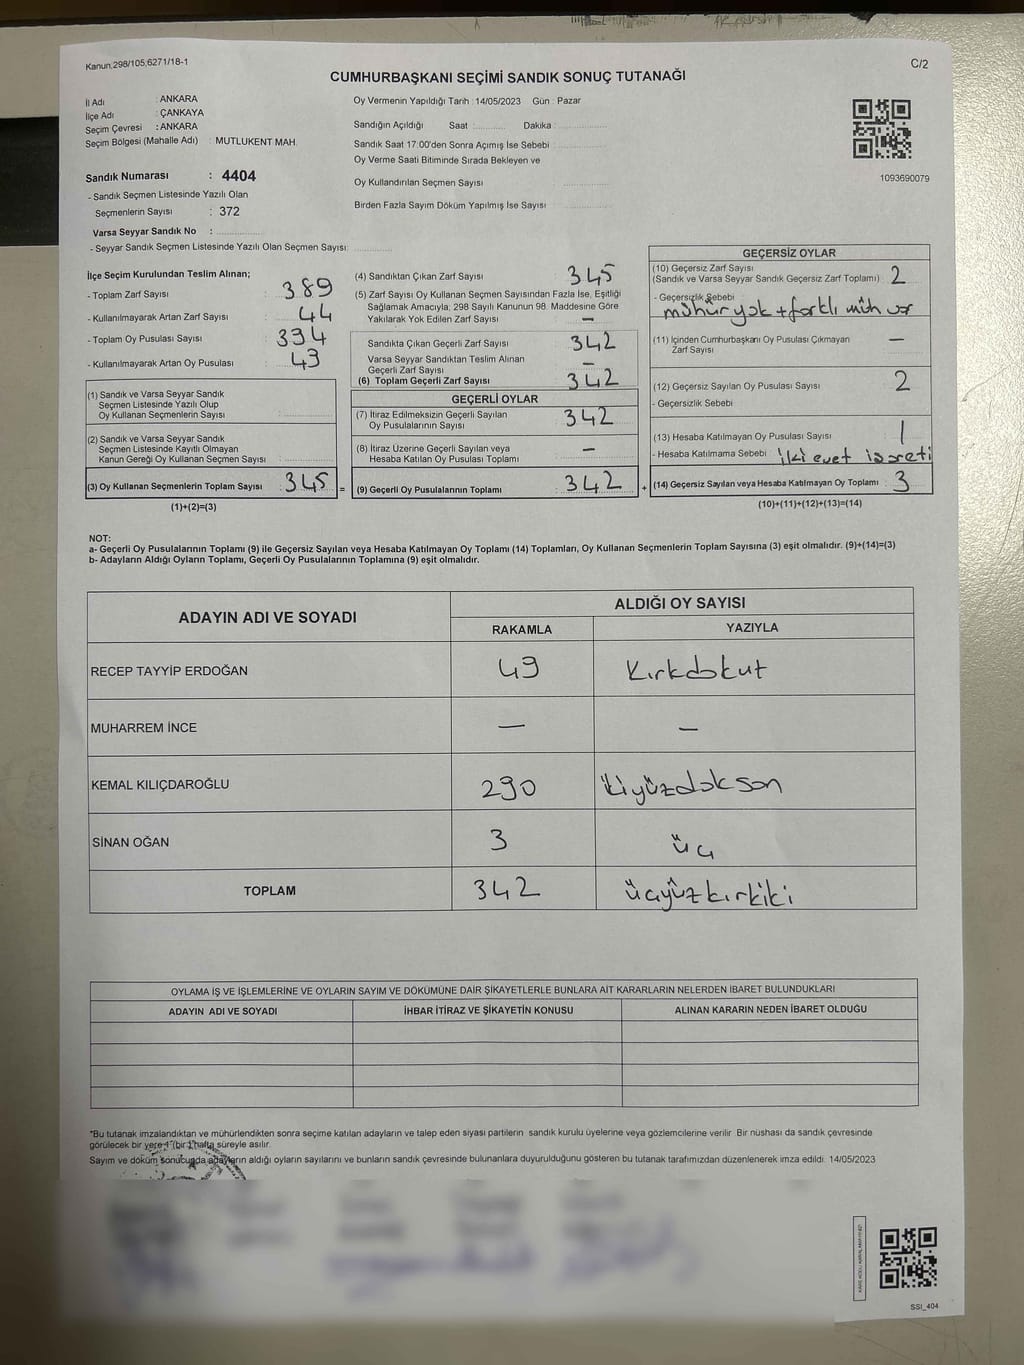 Kanun;298/105;6271/18-1
C/2
CUMHURBAŞKANI SEÇİMİ SANDIK SONUÇ TUTANAĞI
İl Adı : ANKARA
İlçe Adı : ÇANKAYA
Seçim Çevresi : ANKARA
Seçim Bölgesi (Mahalle Adı) : MUTLUKENT MAH.
Sandık Numarası : 4404
- Sandık Seçmen Listesinde Yazılı Olan
Seçmenlerin Sayısı : 372
Varsa Seyyar Sandık No : ...............
- Seyyar Sandık Seçmen Listesinde Yazılı Olan Seçmen Sayısı: ............
Oy Vermenin Yapıldığı Tarih : 14/05/2023 Gün : Pazar
Sandığın Açıldığı Saat ........... Dakika : ...............
Sandık Saat 17:00'den Sonra Açımış Ise Sebebi ...............
Oy Verme Saati Bitiminde Sırada Bekleyen ve
Oy Kullandırılan Seçmen Sayısı ...............
Birden Fazla Sayım Döküm Yapılmış Ise Sayısı ...............
1093690079
İlçe Seçim Kurulundan Teslim Alınan;
- Toplam Zarf Sayısı : 389
- Kullanılmayarak Artan Zarf Sayısı : 44
- Toplam Oy Pusulası Sayısı : 394
- Kullanılmayarak Artan Oy Pusulası : 43
(1) Sandık ve Varsa Seyyar Sandık
Seçmen Listesinde Yazılı Olup
Oy Kullanan Seçmenlerin Sayısı : ...............
(2) Sandık ve Varsa Seyyar Sandık
Seçmen Listesinde Kayıtlı Olmayan
Kanun Gereği Oy Kullanan Seçmen Sayısı : ...............
(3) Oy Kullanan Seçmenlerin Toplam Sayısı : 345 =
(1)+(2)=(3)
(4) Sandıktan Çıkan Zarf Sayısı : 345
(5) Zarf Sayısı Oy Kullanan Seçmen Sayısından Fazla İse, Eşitliği
Sağlamak Amacıyla; 298 Sayılı Kanunun 98. Maddesine Göre
Yakılarak Yok Edilen Zarf Sayısı : —
Sandıkta Çıkan Geçerli Zarf Sayısı : 342
Varsa Seyyar Sandıktan Teslim Alınan
Geçerli Zarf Sayısı : —
(6) Toplam Geçerli Zarf Sayısı : 342
GEÇERLİ OYLAR
(7) İtiraz Edilmeksizin Geçerli Sayılan
Oy Pusulalarının Sayısı : 342
(8) İtiraz Üzerine Geçerli Sayılan veya
Hesaba Katılan Oy Pusulası Toplamı : —
(9) Geçerli Oy Pusulalarının Toplamı : 342 +
GEÇERSİZ OYLAR
(10) Geçersiz Zarf Sayısı
(Sandık ve Varsa Seyyar Sandık Geçersiz Zarf Toplamı) : 2
- Geçersizlik Sebebi
mühür yok + farklı müh var
(11) İçinden Cumhurbaşkanı Oy Pusulası Çıkmayan
Zarf Sayısı : —
(12) Geçersiz Sayılan Oy Pusulası Sayısı : 2
- Geçersizlik Sebebi
(13) Hesaba Katılmayan Oy Pusulası Sayısı : 1
- Hesaba Katılmama Sebebi iki evet işareti
(14) Geçersiz Sayılan veya Hesaba Katılmayan Oy Toplamı : 3
(10)+(11)+(12)+(13)=(14)
NOT:
a- Geçerli Oy Pusulalarının Toplamı (9) ile Geçersiz Sayılan veya Hesaba Katılmayan Oy Toplamı (14) Toplamları, Oy Kullanan Seçmenlerin Toplam Sayısına (3) eşit olmalıdır. (9)+(14)=(3)
b- Adayların Aldığı Oyların Toplamı, Geçerli Oy Pusulalarının Toplamına (9) eşit olmalıdır.
ADAYIN ADI VE SOYADI
ALDIĞI OY SAYISI
RAKAMLA YAZIYLA
RECEP TAYYİP ERDOĞAN 49 Kırkdokut
MUHARREM İNCE — —
KEMAL KILIÇDAROĞLU 290 ikiyüzdokson
SİNAN OĞAN 3 üç
TOPLAM 342 üçyüzkırkiki
OYLAMA İŞ VE İŞLEMLERİNE VE OYLARIN SAYIM VE DÖKÜMÜNE DAİR ŞİKAYETLERLE BUNLARA AİT KARARLARIN NELERDEN İBARET BULUNDUKLARI
ADAYIN ADI VE SOYADI İHBAR İTİRAZ VE ŞİKAYETİN KONUSU ALINAN KARARIN NEDEN İBARET OLDUĞU
*Bu tutanak imzalandıktan ve mühürlendikten sonra seçime katılan adayların ve talep eden siyasi partilerin sandık kurulu üyelerine veya gözlemcilerine verilir. Bir nüshası da sandık çevresinde
görülecek bir yere 1 (bir) hafta süreyle asılır.
Sayım ve döküm sonucunda adayların aldığı oyların sayılarını ve bunların sandık çevresinde bulunanlara duyurulduğunu gösteren bu tutanak tarafımızdan düzenlenerek imza edildi. 14/05/2023
SSI_404